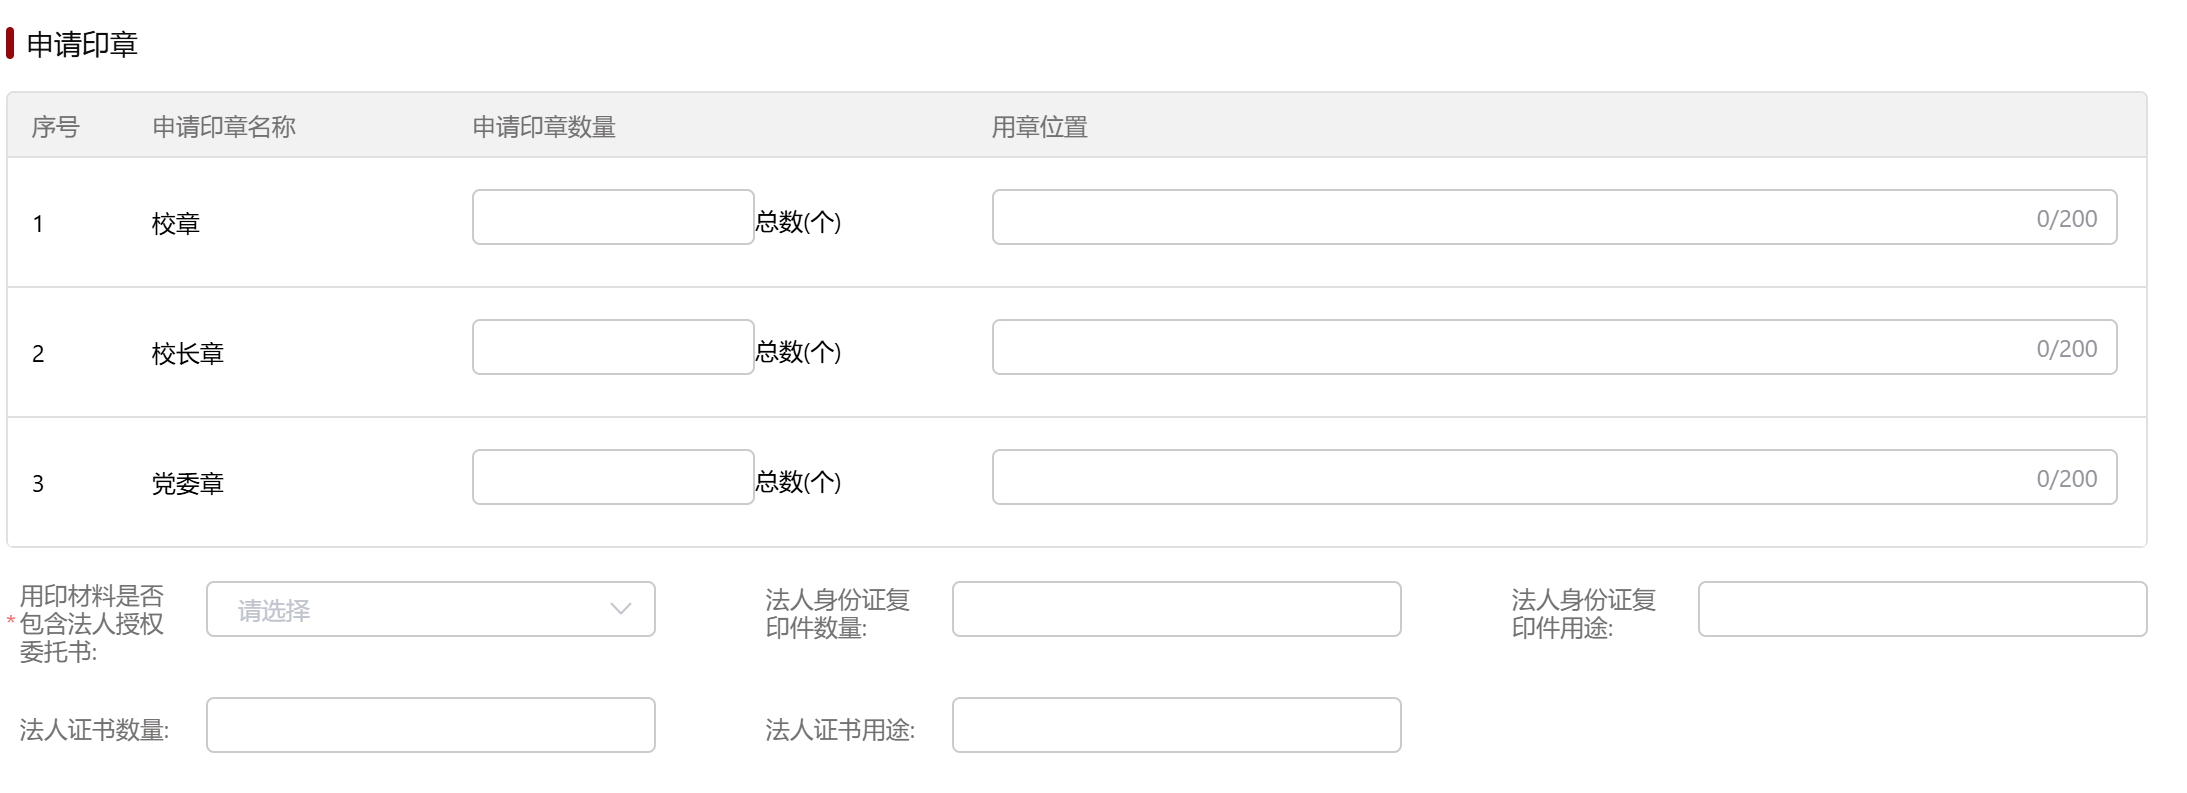 申请印章
序号 申请印章名称 申请印章数量 用章位置
1 校章 总数(个) 0/200
2 校长章 总数(个) 0/200
3 党委章 总数(个) 0/200
用印材料是否
* 包含法人授权
委托书:
请选择
法人身份证复
印件数量:
法人身份证复
印件用途:
法人证书数量:
法人证书用途: